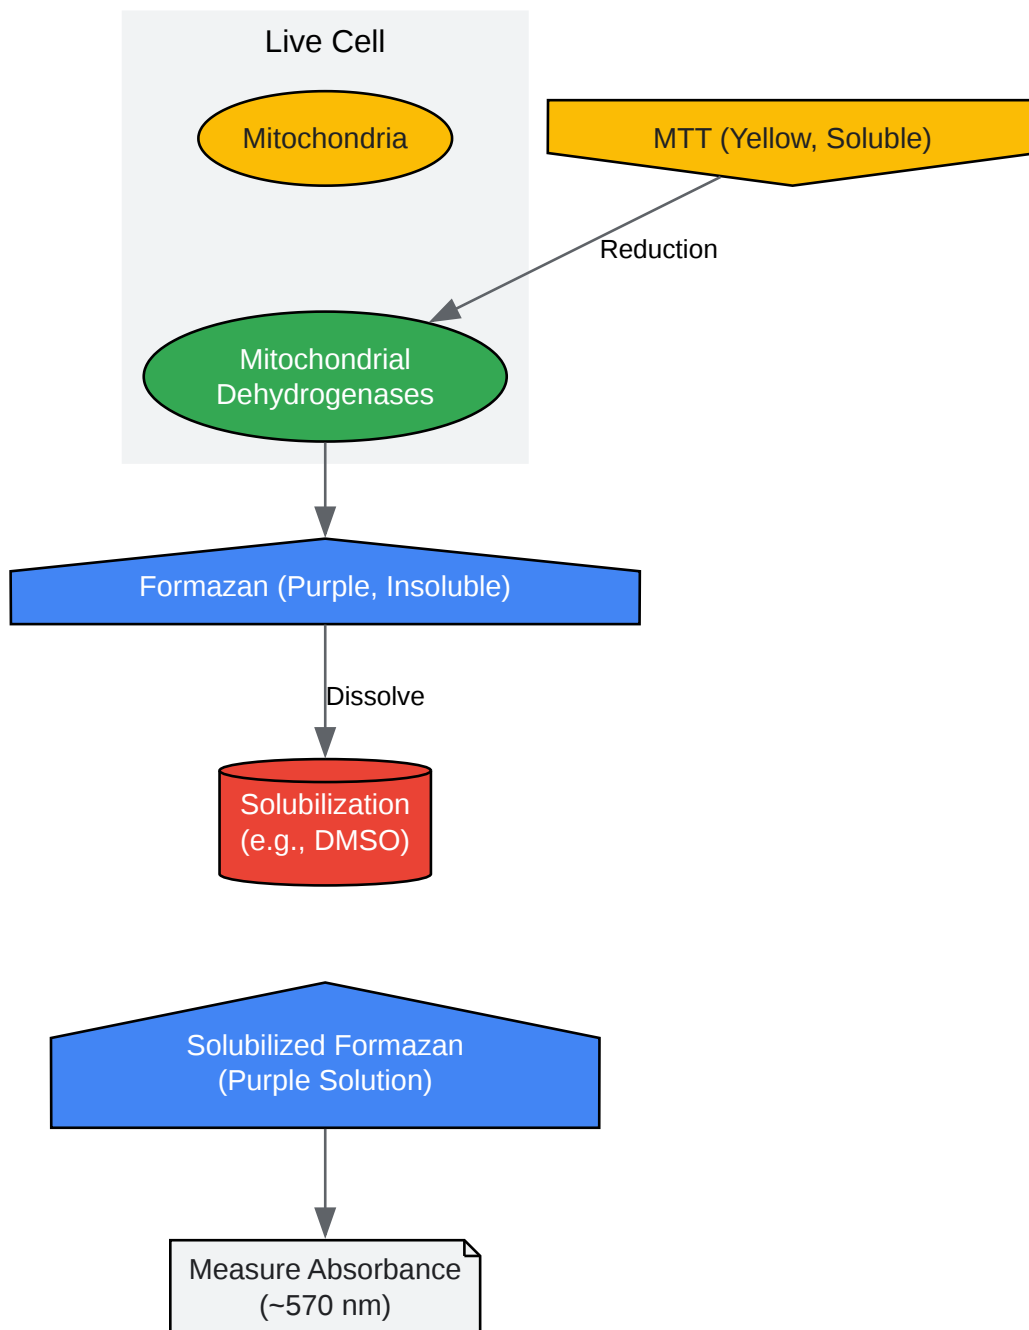 Live Cell
Mitochondria
MTT (Yellow, Soluble)
Reduction
Mitochondrial
Dehydrogenases
Formazan (Purple, Insoluble)
Dissolve
Solubilization
(e.g., DMSO)
Solubilized Formazan
(Purple Solution)
Measure Absorbance
(~570 nm)